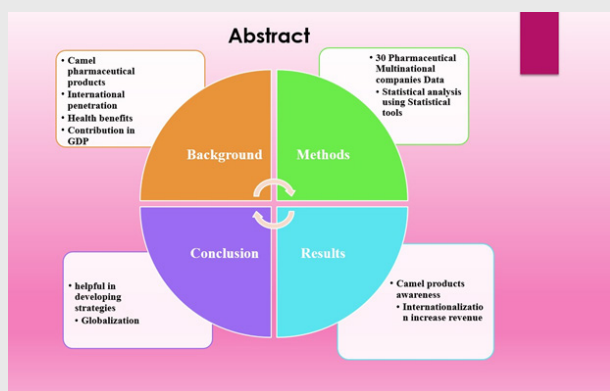 Abstract
• Camel
pharmaceutical
products
• International
penetration
• Health benefits
• Contribution in
GDP
• 30 Pharmaceutical
Multinational
companies Data
• Statistical analysis
using Statistical
tools
Background
Methods
Conclusion
Results
• helpful in
developing
strategies
• Globalization
• Camel products
awareness
• Internationalizatio
n increase revenue